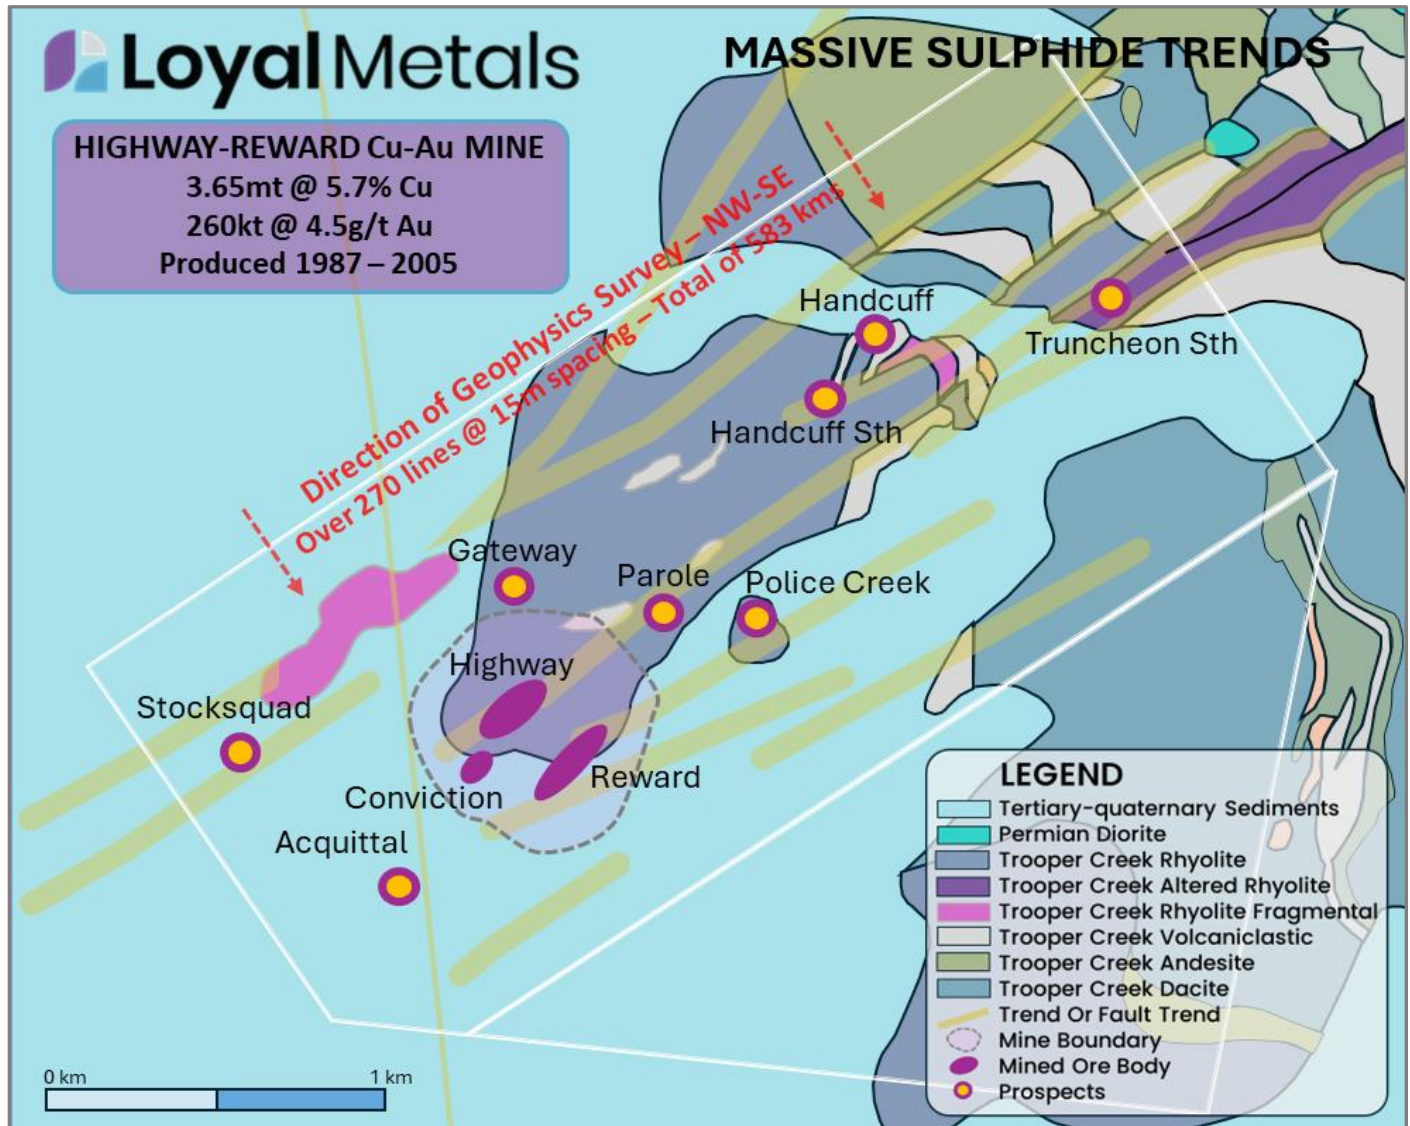 Loyal Metals
MASSIVE SULPHIDE TRENDS
HIGHWAY-REWARD Cu-Au MINE
3.65mt @ 5.7% Cu
260kt @ 4.5g/t Au
Produced 1987 – 2005
Direction of Geophysics Survey – NW-SE
Over 270 lines @ 15m spacing – Total of 583 kms
Handcuff
Truncheon Sth
Handcuff Sth
Gateway
Parole
Police Creek
Highway
Stocksquad
Reward
Conviction
Acquittal
LEGEND
Tertiary-quaternary Sediments
Permian Diorite
Trooper Creek Rhyolite
Trooper Creek Altered Rhyolite
Trooper Creek Rhyolite Fragmental
Trooper Creek Volcaniclastic
Trooper Creek Andesite
Trooper Creek Dacite
Trend Or Fault Trend
Mine Boundary
Mined Ore Body
Prospects
0 km 1 km